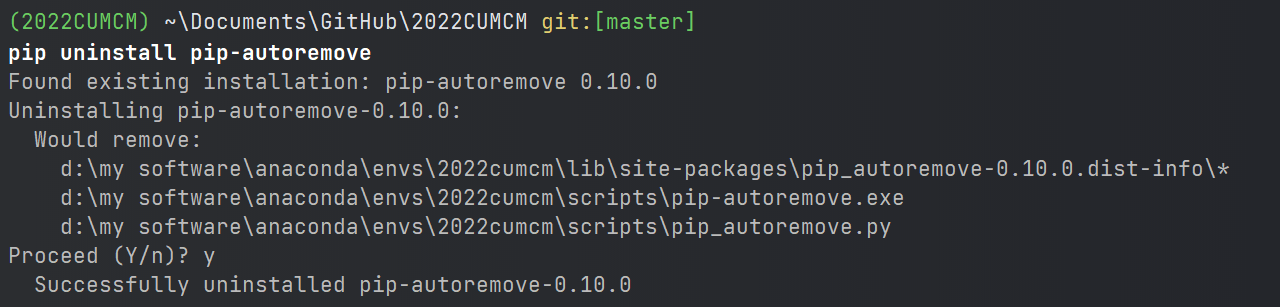 (2022CUMCM) ~\Documents\GitHub\2022CUMCM git:[master]
pip uninstall pip-autoremove
Found existing installation: pip-autoremove 0.10.0
Uninstalling pip-autoremove-0.10.0:
  Would remove:
    d:\my software\anaconda\envs\2022cumcm\lib\site-packages\pip_autoremove-0.10.0.dist-info\*
    d:\my software\anaconda\envs\2022cumcm\scripts\pip-autoremove.exe
    d:\my software\anaconda\envs\2022cumcm\scripts\pip_autoremove.py
Proceed (Y/n)? y
  Successfully uninstalled pip-autoremove-0.10.0